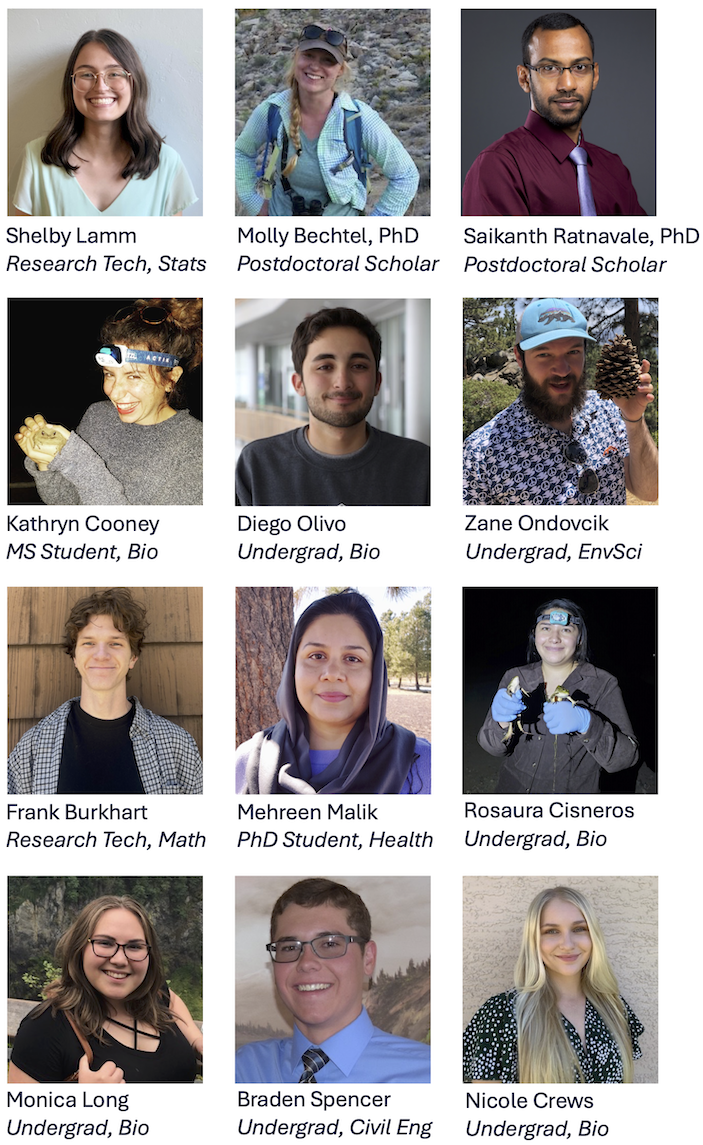 Shelby Lamm
Research Tech, Stats
Molly Bechtel, PhD
Postdoctoral Scholar
Saikanth Ratnavale, PhD
Postdoctoral Scholar
ACTIK
Kathryn Cooney
MS Student, Bio
Diego Olivo
Undergrad, Bio
Zane Ondovcik
Undergrad, EnvSci
Frank Burkhart
Research Tech, Math
Mehreen Malik
PhD Student, Health
Rosaura Cisneros
Undergrad, Bio
Monica Long
Undergrad, Bio
Braden Spencer
Undergrad, Civil Eng
Nicole Crews
Undergrad, Bio